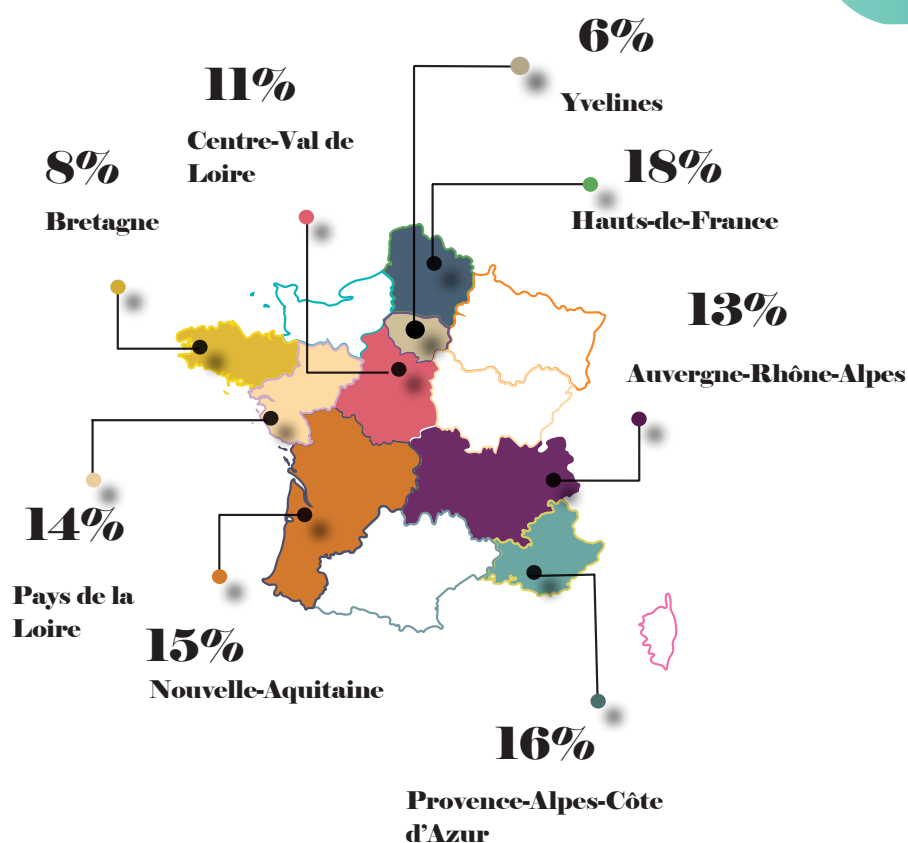 6%
Yvelines
11%
Centre-Val de
Loire
8%
Bretagne
18%
Hauts-de-France
13%
Auvergne-Rhône-Alpes
14%
Pays de la
Loire
15%
Nouvelle-Aquitaine
16%
Provence-Alpes-Côte
d'Azur